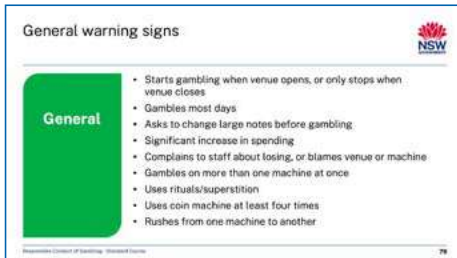 General warning signs
NSW
GOVERNMENT
General
• Starts gambling when venue opens, or only stops when
venue closes
• Gambles most days
• Asks to change large notes before gambling
• Significant increase in spending
• Complains to staff about losing, or blames venue or machine
• Gambles on more than one machine at once
• Uses rituals/superstition
• Uses coin machine at least four times
• Rushes from one machine to another
Responsible Conduct of Gambling - Standard Course
79